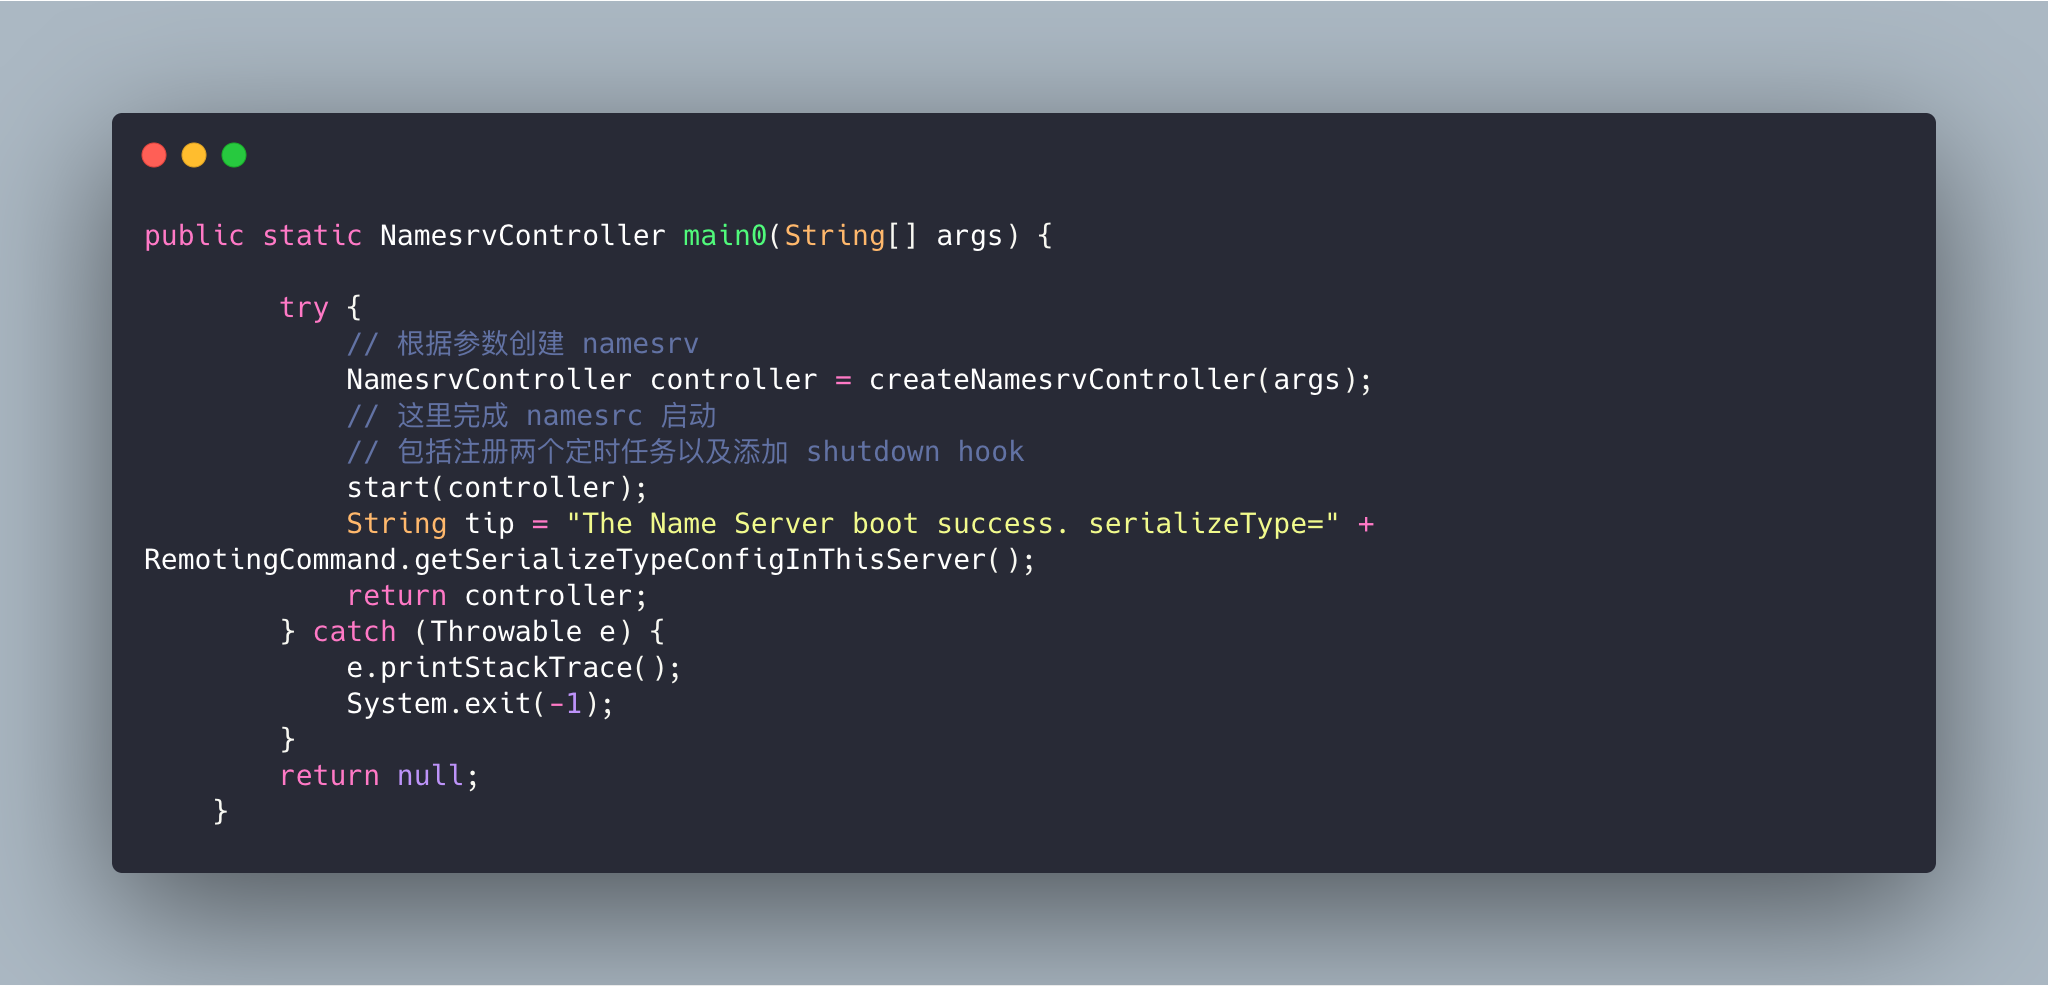 public static NamesrvController main0(String[] args) {
try {
// 根据参数创建 namesrv
NamesrvController controller = createNamesrvController(args);
// 这里完成 namesrc 启动
// 包括注册两个定时任务以及添加 shutdown hook
start(controller);
String tip = "The Name Server boot success. serializeType=" +
RemotingCommand.getSerializeTypeConfigInThisServer();
return controller;
} catch (Throwable e) {
e.printStackTrace();
System.exit(-1);
}
return null;
}